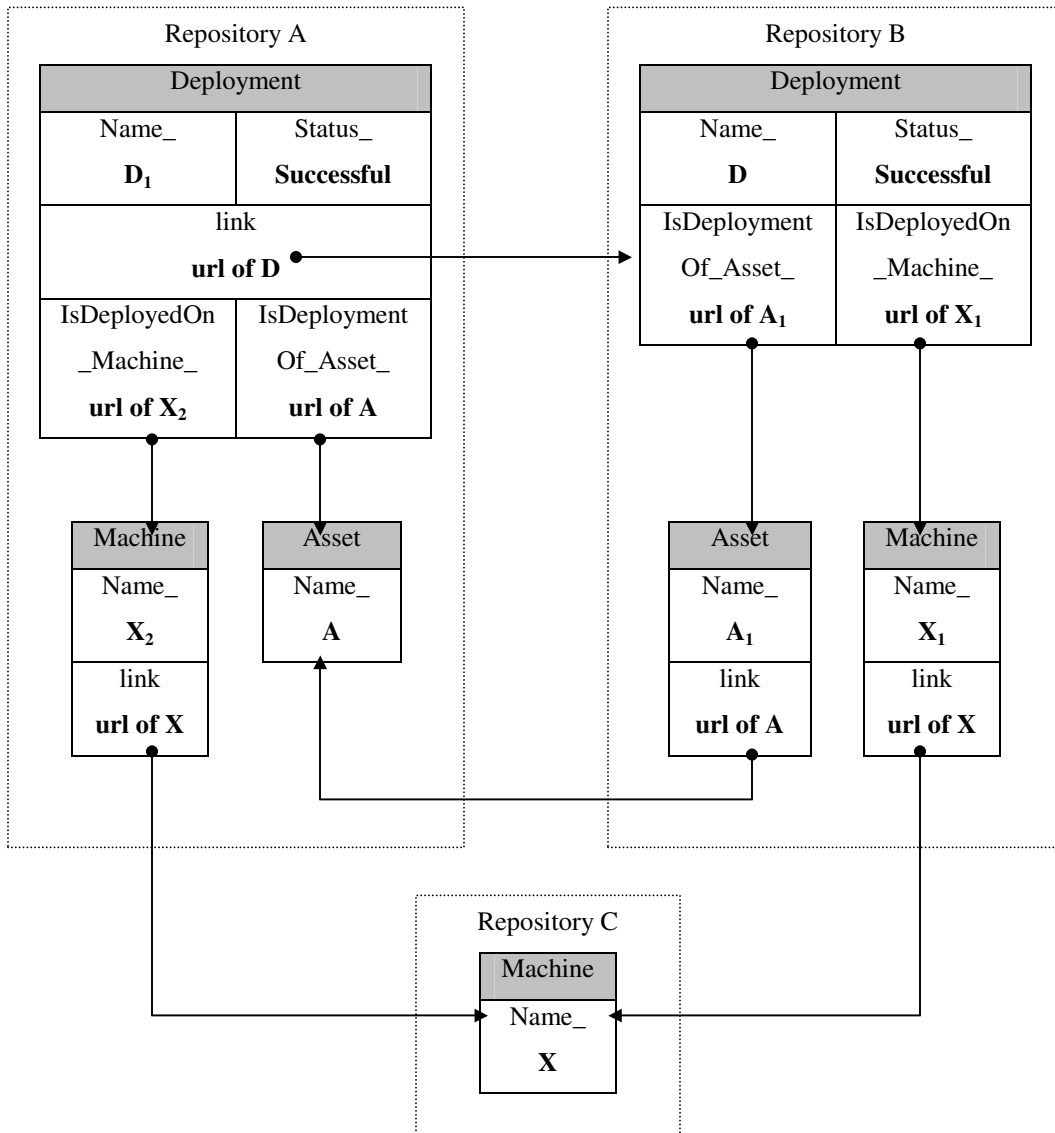 Repository A
Deployment
Name_
D₁
Status_
Successful
link
url of D
IsDeployedOn
_Machine_
url of X₂
IsDeployment
Of_Asset_
url of A
Machine
Name_
X₂
link
url of X
Asset
Name_
A
Repository B
Deployment
Name_
D
Status_
Successful
IsDeployment
Of_Asset_
url of A₁
IsDeployedOn
_Machine_
url of X₁
Asset
Name_
A₁
link
url of A
Machine
Name_
X₁
link
url of X
Repository C
Machine
Name_
X